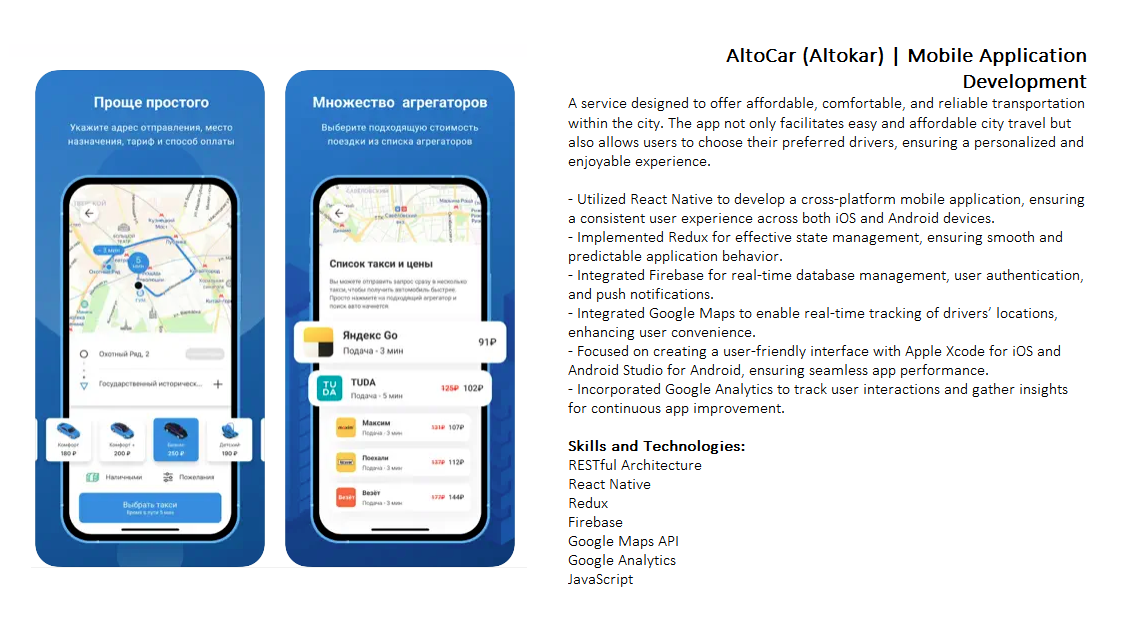 Проще простого
Укажите адрес отправления, место
назначения, тариф и способ оплаты
5
мин
Охотный Ряд, 2
Государственный историческ...
Комфорт
180 ₽
Комфорт +
200 ₽
Бизнес
250 ₽
Детский
190 ₽
Наличными
Пожелания
Выбрать такси
Время в пути 5 мин
Множество агрегаторов
Выберите подходящую стоимость
поездки из списка агрегаторов
САВЁЛОВСКИЙ
Список такси и цены
Вы можете отправить запрос сразу в несколько
такси, чтобы получить автомобиль быстрее.
Просто нажмите на подходящий агрегатор и
поиск авто начнется.
Яндекс Go
Подача - 3 мин
91₽
TU
DA
TUDA
Подача - 5 мин
125₽ 102₽
Максим
Подача - 3 мин
131₽ 107₽
Поехали
Подача - 3 мин
137₽ 112₽
Везёт
Везёт
Подача - 3 мин
172₽ 144₽
AltoCar (Altokar) | Mobile Application
Development
A service designed to offer affordable, comfortable, and reliable transportation
within the city. The app not only facilitates easy and affordable city travel but
also allows users to choose their preferred drivers, ensuring a personalized and
enjoyable experience.
- Utilized React Native to develop a cross-platform mobile application, ensuring
a consistent user experience across both iOS and Android devices.
- Implemented Redux for effective state management, ensuring smooth and
predictable application behavior.
- Integrated Firebase for real-time database management, user authentication,
and push notifications.
- Integrated Google Maps to enable real-time tracking of drivers’ locations,
enhancing user convenience.
- Focused on creating a user-friendly interface with Apple Xcode for iOS and
Android Studio for Android, ensuring seamless app performance.
- Incorporated Google Analytics to track user interactions and gather insights
for continuous app improvement.
Skills and Technologies:
RESTful Architecture
React Native
Redux
Firebase
Google Maps API
Google Analytics
JavaScript